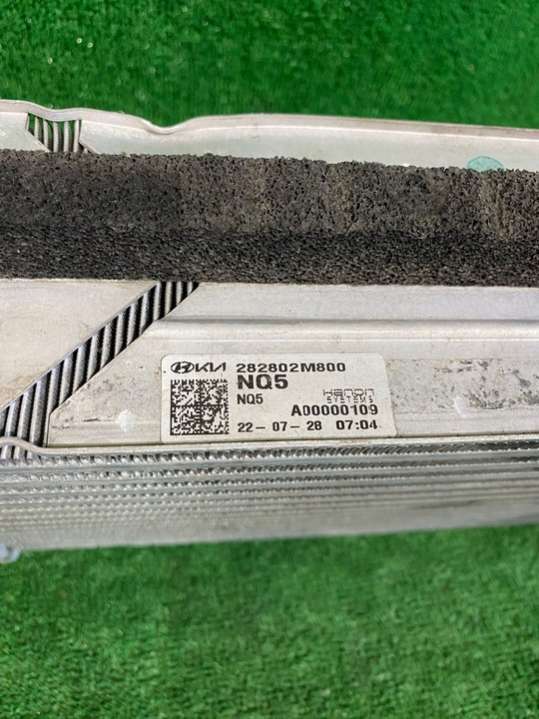 KIA 282802M800
NQ5
NQ5 HANON
SYSTEMS
A00000109
22-07-28 07:04